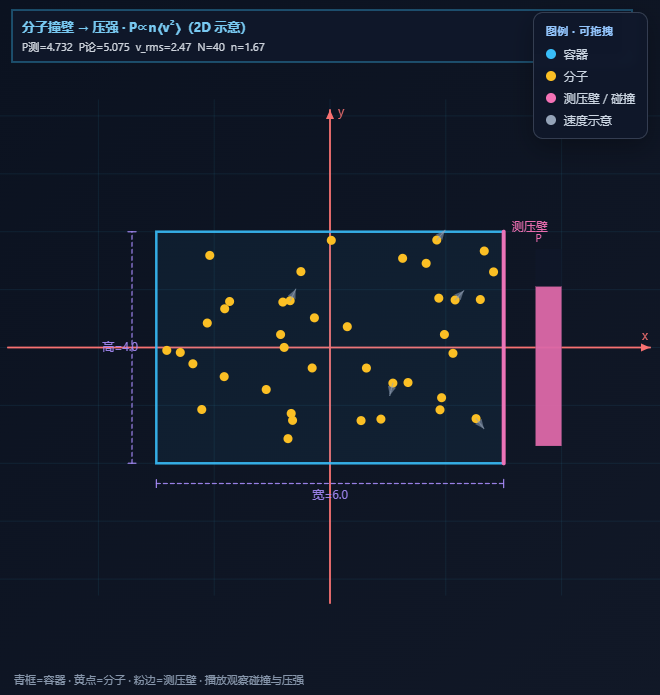 分子撞壁 → 压强 · P∝n⟨v²⟩ (2D 示意)
P测=4.732 P论=5.075 v_rms=2.47 N=40 n=1.67
图例 · 可拖拽
容器
分子
测压壁 / 碰撞
速度示意
y
测压壁
P
x
高=4.0
宽=6.0
青框=容器 · 黄点=分子 · 粉边=测压壁 · 播放观察碰撞与压强